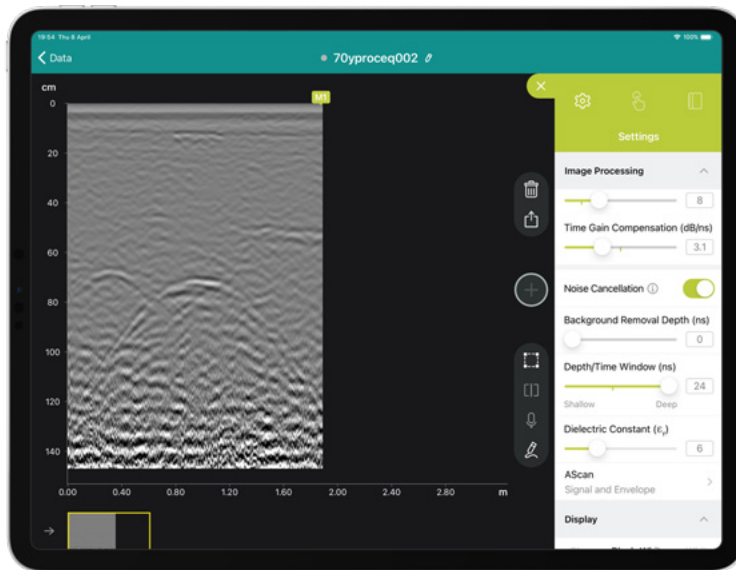 19:54 Thu 8 April
100%
Data
70yproceq002
cm
M1
0
20
40
60
80
100
120
140
0.00 0.40 0.80 1.20 1.60 2.00 2.40 2.80 m
Settings
Image Processing
8
Time Gain Compensation (dB/ns)
3.1
Noise Cancellation
Background Removal Depth (ns)
0
Depth/Time Window (ns)
24
Shallow Deep
Dielectric Constant (εr)
6
AScan
Signal and Envelope
Display